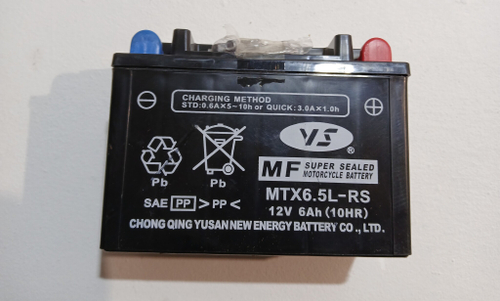 CHARGING METHOD
STD:0.6A×5-10h or QUICK:3.0A×1.0h
YS
®
MF SUPER SEALED
MOTORCYCLE BATTERY
Pb
Pb
MTX6.5L-RS
SAE >PP< >PP<
12V 6Ah (10HR)
CHONG QING YUSAN NEW ENERGY BATTERY CO., LTD.